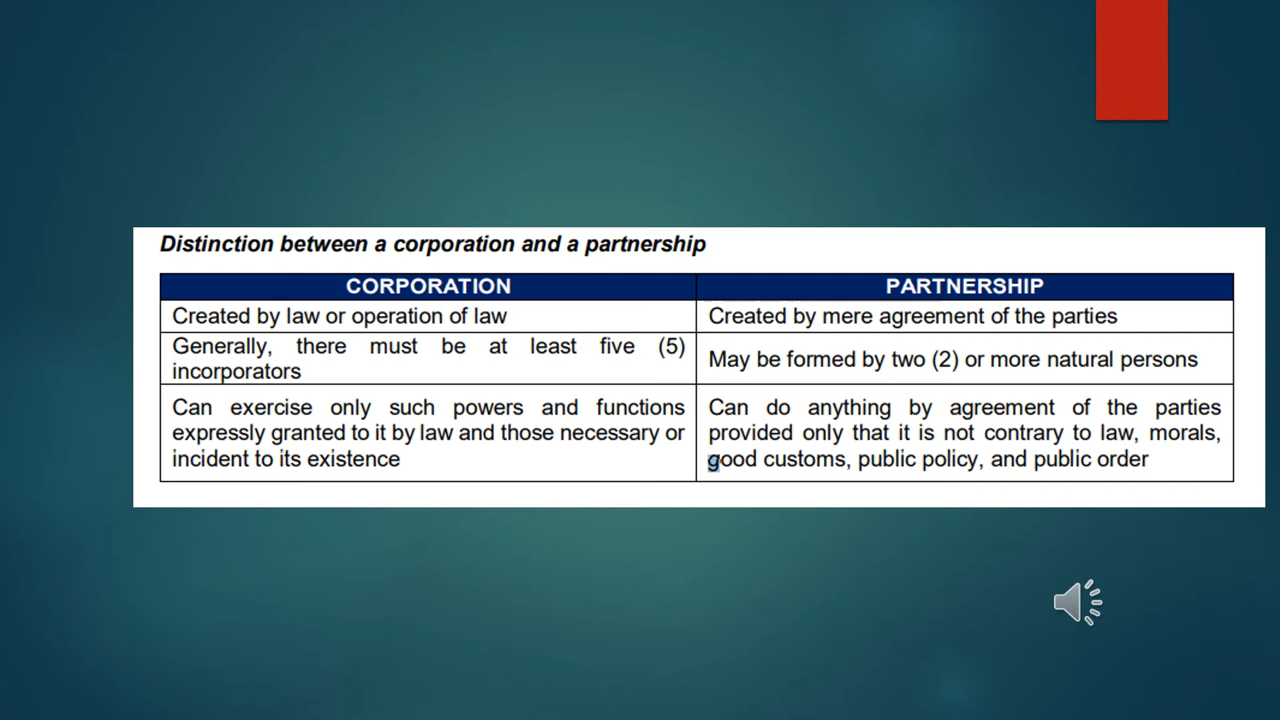 Distinction between a corporation and a partnership
CORPORATION
PARTNERSHIP
Created by law or operation of law
Created by mere agreement of the parties
Generally, there must be at least five (5)
incorporators
May be formed by two (2) or more natural persons
Can exercise only such powers and functions
expressly granted to it by law and those necessary or
incident to its existence
Can do anything by agreement of the parties
provided only that it is not contrary to law, morals,
good customs, public policy, and public order